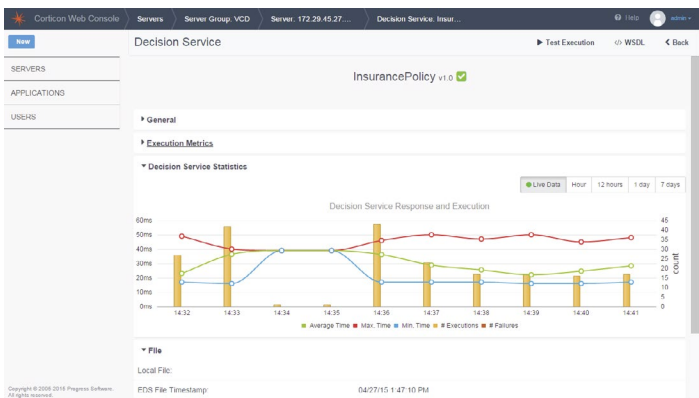 Corticon Web Console
Servers
Server Group. VCD
Server. 172.29.45.27....
Decision Service. Insur...
Help
admin
New
Decision Service
Test Execution
</> WSDL
Back
SERVERS
APPLICATIONS
USERS
InsurancePolicy v1.0
General
Execution Metrics
Decision Service Statistics
Live Data Hour 12 hours 1 day 7 days
Decision Service Response and Execution
60ms
50ms
40ms
30ms
20ms
10ms
0ms
45
40
35
30
25
20
15
10
5
0
count
14:32 14:33 14:34 14:35 14:36 14:37 14:38 14:39 14:40 14:41
Average Time Max. Time Min. Time # Executions # Failures
File
Local File:
EDS File Timestamp: 04/27/15 1:47:10 PM
Copyright © 2006-2016 Progress Software.
All rights reserved.